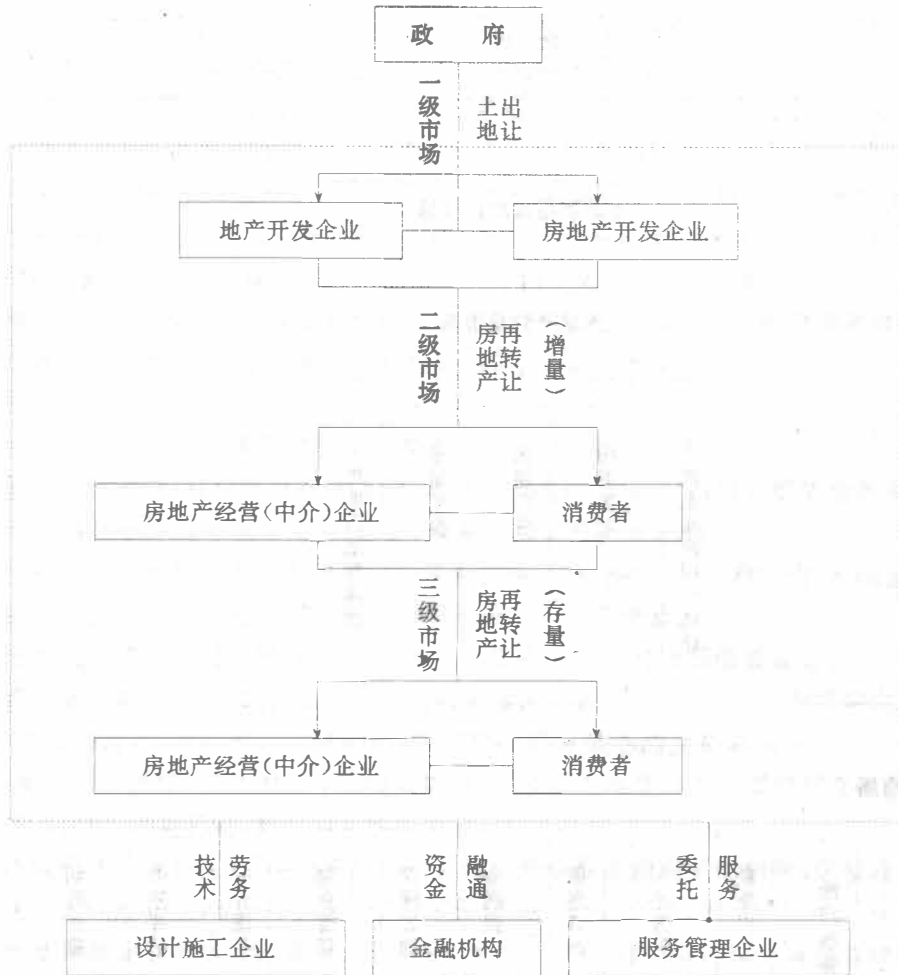 政 府
一级市场
土地
出让
地产开发企业
房地产开发企业
二级市场
房地产
再转让
（增量）
房地产经营(中介)企业
消费者
三级市场
房地产
再转让
（存量）
房地产经营(中介)企业
消费者
技术
劳务
资金
融通
委托
服务
设计施工企业
金融机构
服务管理企业